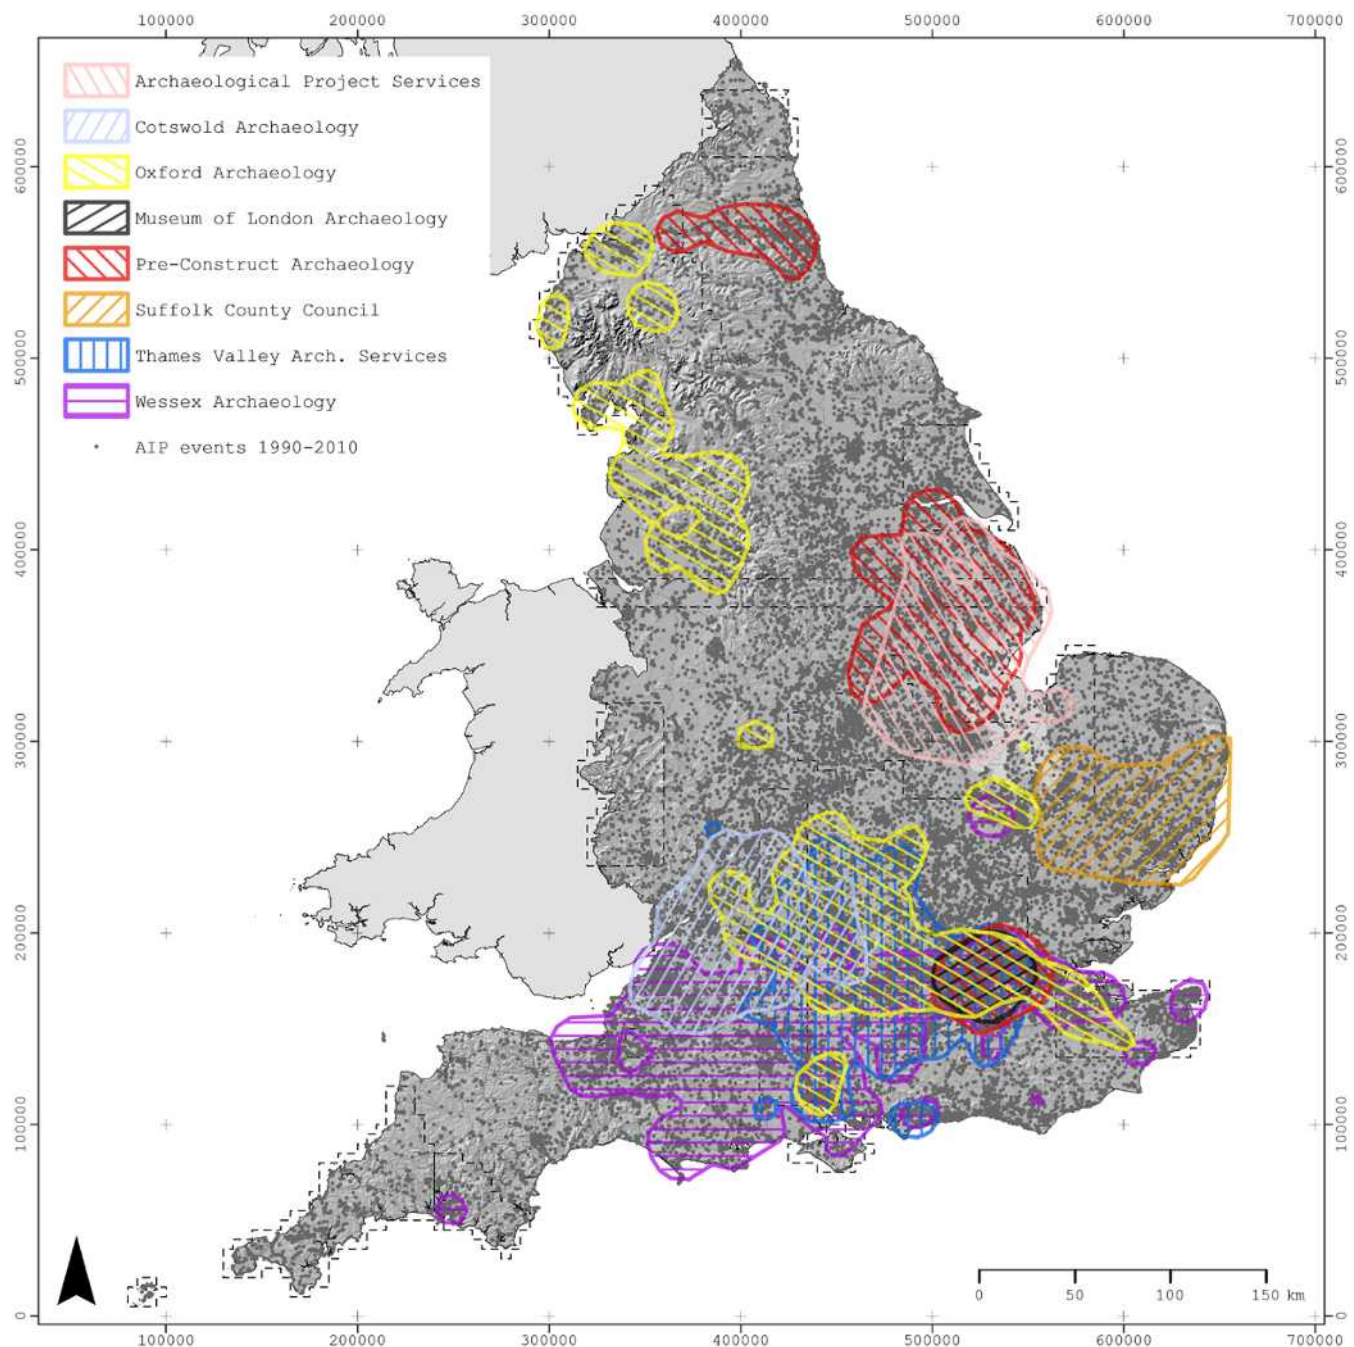 100000 200000 300000 400000 500000 600000 700000
Archaeological Project Services
Cotswold Archaeology
Oxford Archaeology
Museum of London Archaeology
Pre-Construct Archaeology
Suffolk County Council
Thames Valley Arch. Services
Wessex Archaeology
AIP events 1990-2010
600000
500000
400000
300000
200000
100000
0
600000
500000
400000
300000
200000
100000
0
0 50 100 150 km
100000 200000 300000 400000 500000 600000 700000